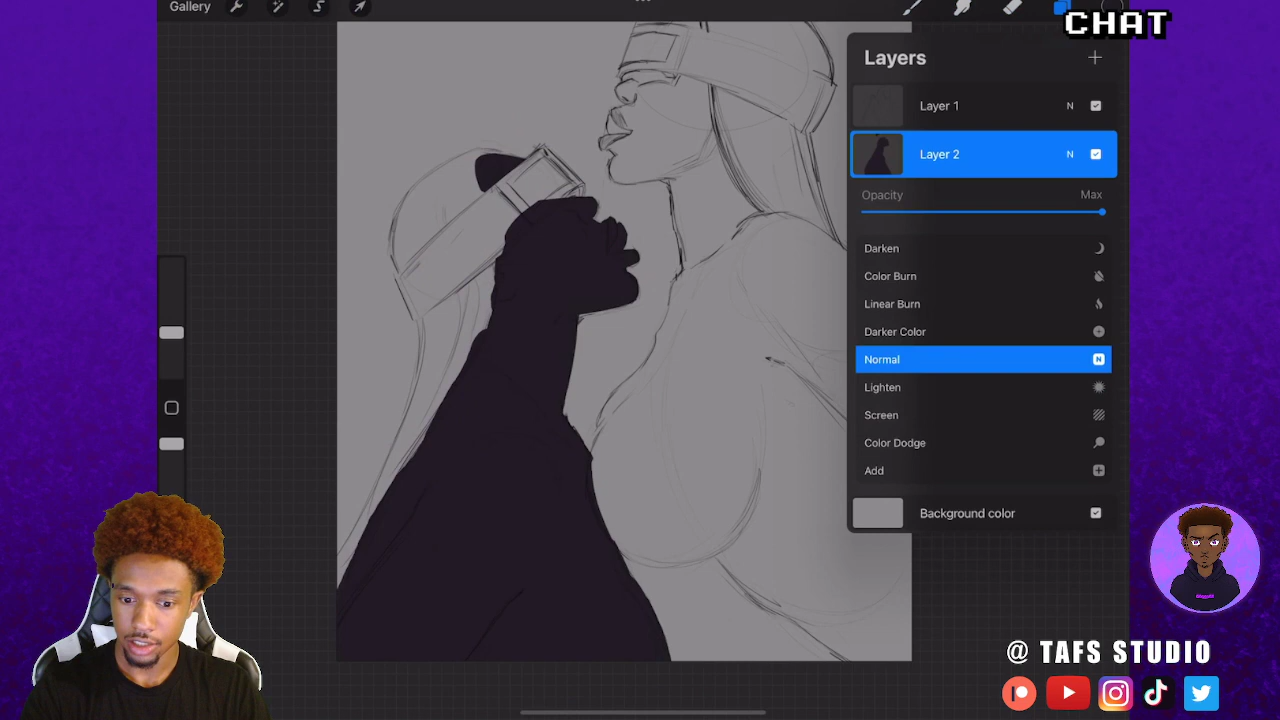 Gallery
CHAT
Layers
Layer 1
N
Layer 2
N
Opacity
Max
Darken
Color Burn
Linear Burn
Darker Color
Normal
N
Lighten
Screen
Color Dodge
Add
Background color
@ TAFS STUDIO